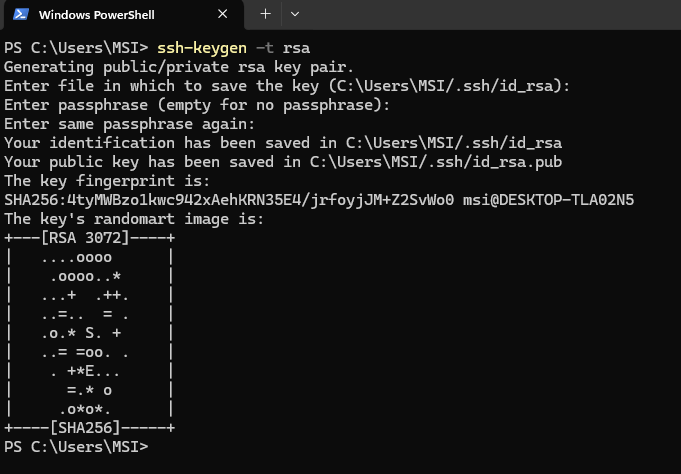 Windows PowerShell
PS C:\Users\MSI> ssh-keygen -t rsa
Generating public/private rsa key pair.
Enter file in which to save the key (C:\Users\MSI/.ssh/id_rsa):
Enter passphrase (empty for no passphrase):
Enter same passphrase again:
Your identification has been saved in C:\Users\MSI/.ssh/id_rsa
Your public key has been saved in C:\Users\MSI/.ssh/id_rsa.pub
The key fingerprint is:
SHA256:4tyMWBzo1kwc942xAehKRN35E4/jrfoyjJM+Z2SvWo0 msi@DESKTOP-TLA02N5
The key's randomart image is:
+---[RSA 3072]----+
|   ....oooo      |
|    .oooo..*     |
|   ...+  .++.    |
|   ..=..  = .    |
|   .o.* S. +     |
|   ..= =oo. .    |
|    . +*E...     |
|      =.* o      |
|     .o*o*.      |
+----[SHA256]-----+
PS C:\Users\MSI>